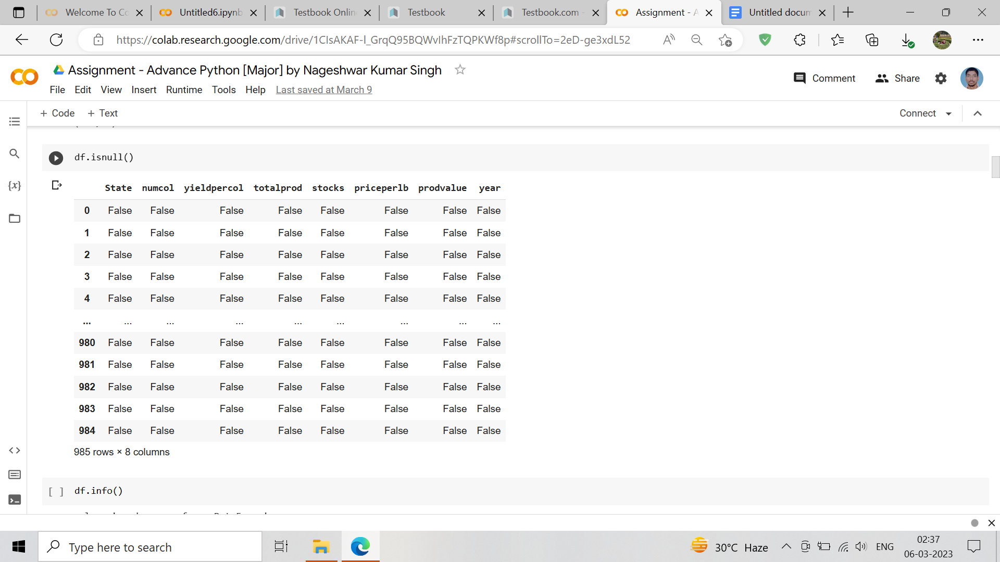 Welcome To Co
Untitled6.ipynb
Testbook Onlin
Testbook
Testbook.com -
Assignment - A
Untitled docum
https://colab.research.google.com/drive/1CIsAKAF-l_GrqQ95BQWvIhFzTQPKWf8p#scrollTo=2eD-ge3xdL52
Assignment - Advance Python [Major] by Nageshwar Kumar Singh
File Edit View Insert Runtime Tools Help Last saved at March 9
Comment Share
+ Code + Text
Connect
df.isnull()
State numcol yieldpercol totalprod stocks priceperlb prodvalue year
0 False False False False False False False False
1 False False False False False False False False
2 False False False False False False False False
3 False False False False False False False False
4 False False False False False False False False
... ... ... ... ... ... ... ... ...
980 False False False False False False False False
981 False False False False False False False False
982 False False False False False False False False
983 False False False False False False False False
984 False False False False False False False False
985 rows × 8 columns
[ ] df.info()
Type here to search
30°C Haze
ENG
02:37
06-03-2023